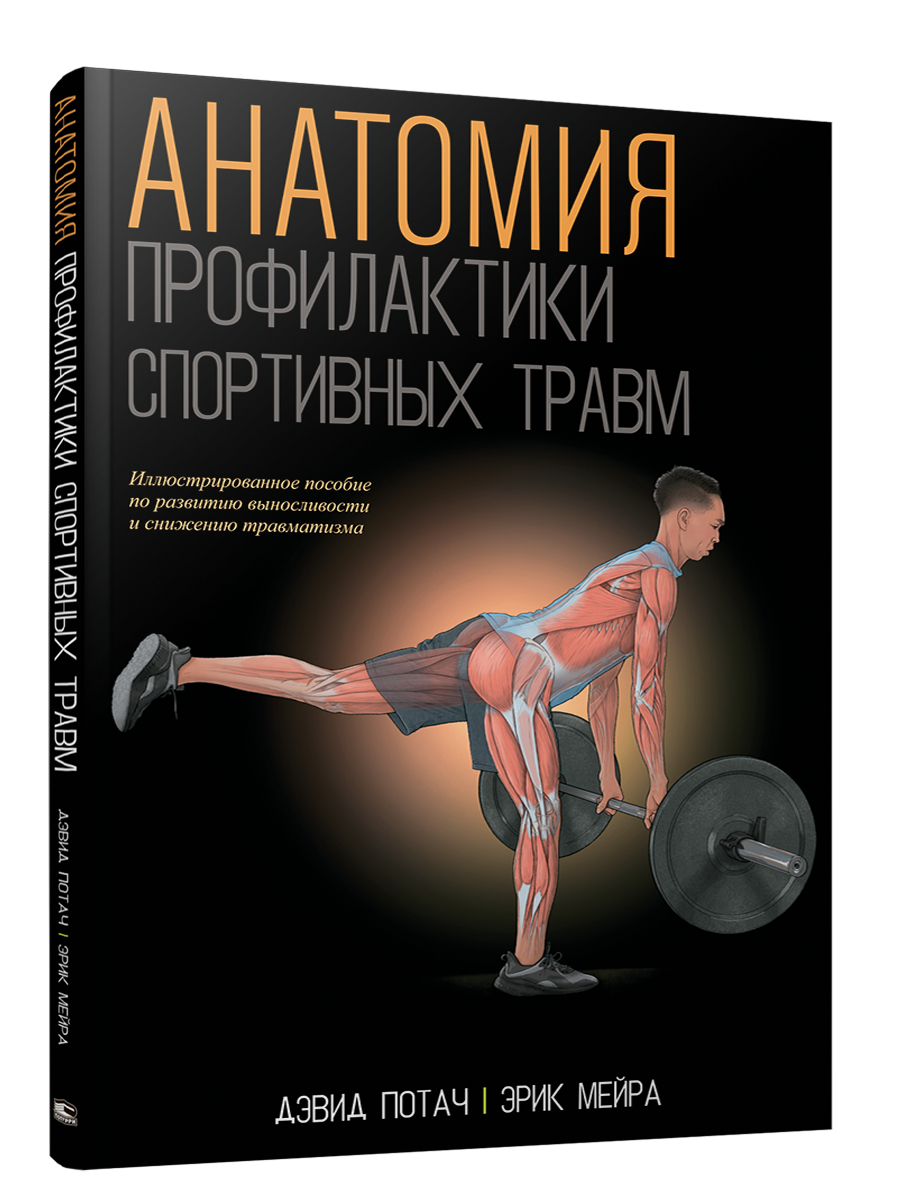 АНАТОМИЯ
ПРОФИЛАКТИКИ
СПОРТИВНЫХ ТРАВМ
Иллюстрированное пособие
по развитию выносливости
и снижению травматизма
ДЭВИД ПОТАЧ | ЭРИК МЕЙРА
АНАТОМИЯ ПРОФИЛАКТИКИ СПОРТИВНЫХ ТРАВМ
ДЭВИД ПОТАЧ | ЭРИК МЕЙРА
ПОПУРРИ